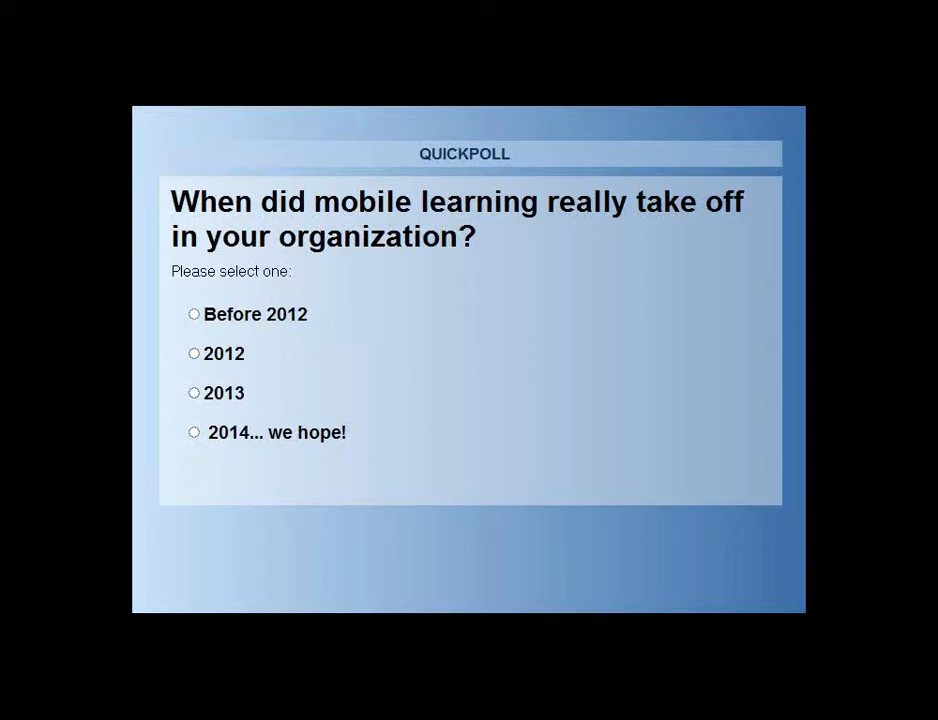 QUICKPOLL
When did mobile learning really take off
in your organization?
Please select one:
Before 2012
2012
2013
2014... we hope!